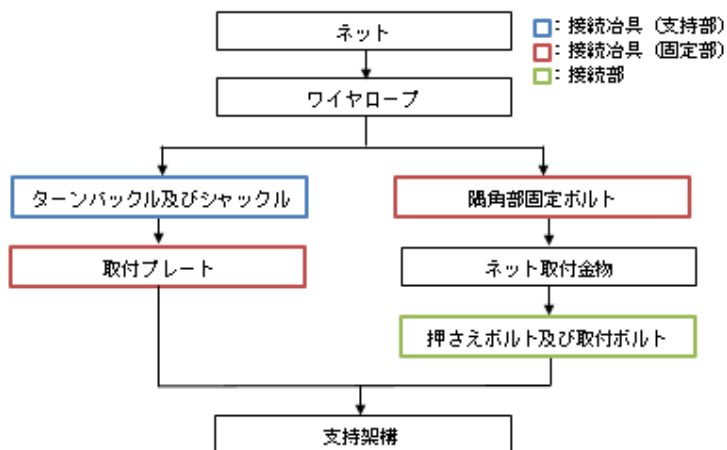 ネット
：接続冶具（支持部）
：接続冶具（固定部）
：接続部
ワイヤロープ
ターンバックル及びシャックル
隅角部固定ボルト
取付プレート
ネット取付金物
押さえボルト及び取付ボルト
支持架構